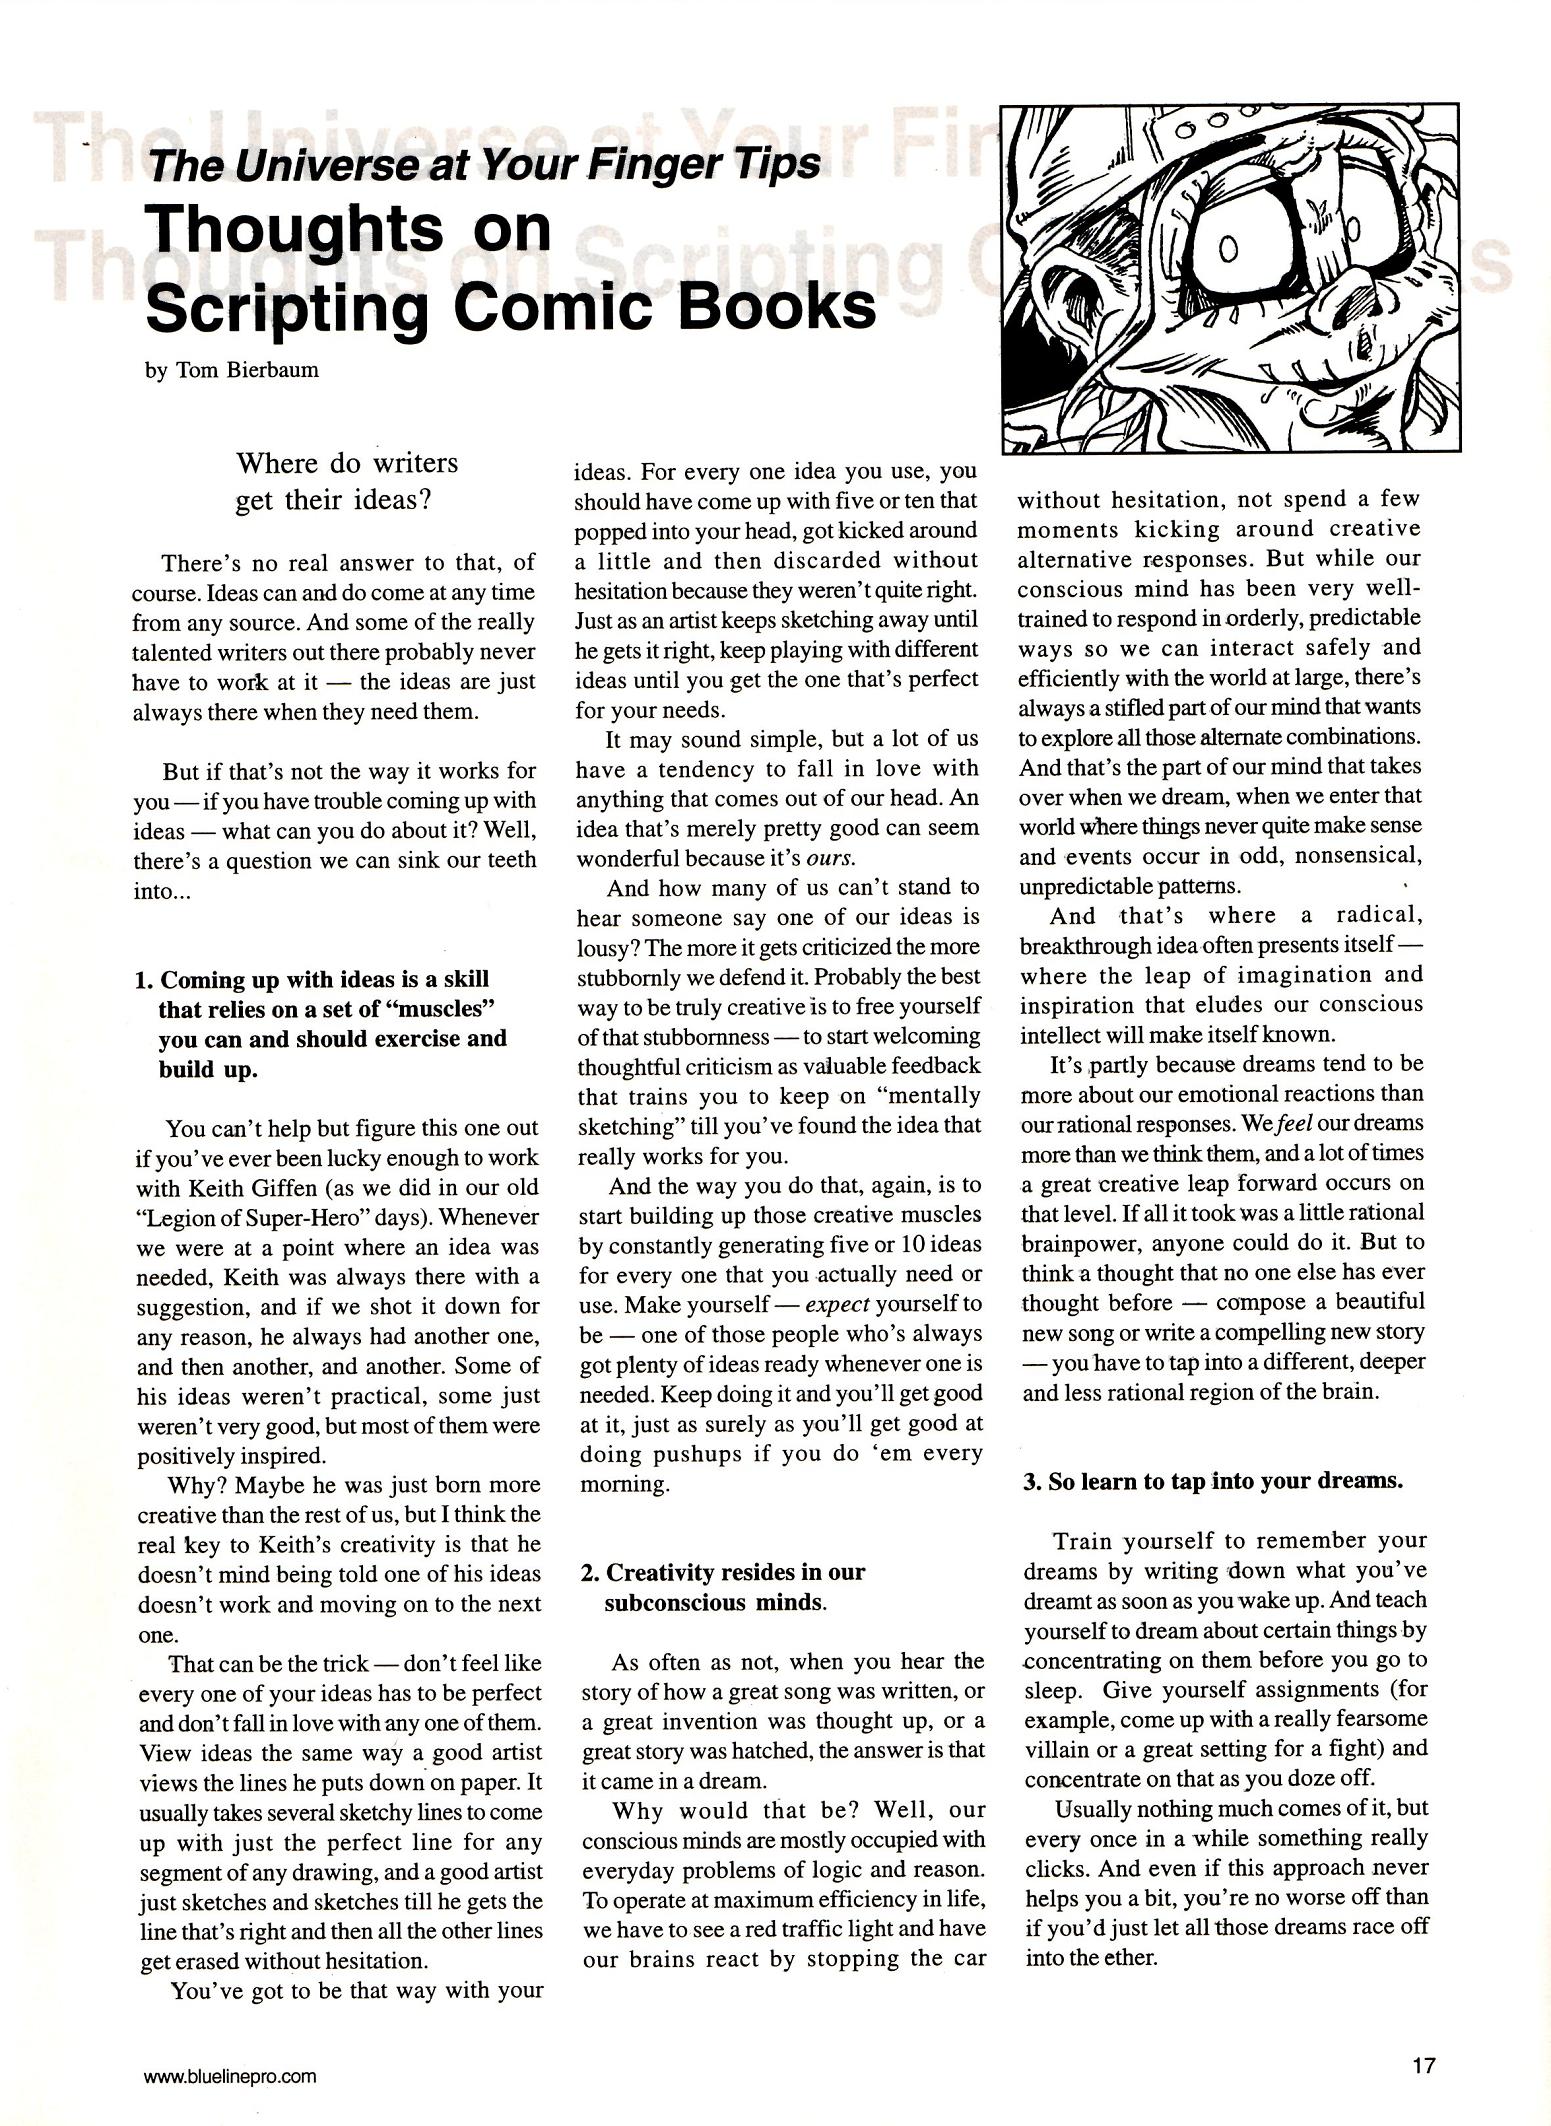 The Universe at Your Finger Tips
Thoughts on
Scripting Comic Books
by Tom Bierbaum
Where do writers
get their ideas?
There's no real answer to that, of
course. Ideas can and do come at any time
from any source. And some of the really
talented writers out there probably never
have to work at it — the ideas are just
always there when they need them.
But if that's not the way it works for
you — if you have trouble coming up with
ideas — what can you do about it? Well,
there's a question we can sink our teeth
into...
1. Coming up with ideas is a skill
that relies on a set of “muscles”
you can and should exercise and
build up.
You can't help but figure this one out
if you've ever been lucky enough to work
with Keith Giffen (as we did in our old
“Legion of Super-Hero” days). Whenever
we were at a point where an idea was
needed, Keith was always there with a
suggestion, and if we shot it down for
any reason, he always had another one,
and then another, and another. Some of
his ideas weren't practical, some just
weren't very good, but most of them were
positively inspired.
Why? Maybe he was just born more
creative than the rest of us, but I think the
real key to Keith's creativity is that he
doesn't mind being told one of his ideas
doesn't work and moving on to the next
one.
That can be the trick — don't feel like
every one of your ideas has to be perfect
and don't fall in love with any one of them.
View ideas the same way a good artist
views the lines he puts down on paper. It
usually takes several sketchy lines to come
up with just the perfect line for any
segment of any drawing, and a good artist
just sketches and sketches till he gets the
line that's right and then all the other lines
get erased without hesitation.
You've got to be that way with your
ideas. For every one idea you use, you
should have come up with five or ten that
popped into your head, got kicked around
a little and then discarded without
hesitation because they weren't quite right.
Just as an artist keeps sketching away until
he gets it right, keep playing with different
ideas until you get the one that's perfect
for your needs.
It may sound simple, but a lot of us
have a tendency to fall in love with
anything that comes out of our head. An
idea that's merely pretty good can seem
wonderful because it's ours.
And how many of us can't stand to
hear someone say one of our ideas is
lousy? The more it gets criticized the more
stubbornly we defend it. Probably the best
way to be truly creative is to free yourself
of that stubbornness — to start welcoming
thoughtful criticism as valuable feedback
that trains you to keep on “mentally
sketching” till you've found the idea that
really works for you.
And the way you do that, again, is to
start building up those creative muscles
by constantly generating five or 10 ideas
for every one that you actually need or
use. Make yourself — expect yourself to
be — one of those people who's always
got plenty of ideas ready whenever one is
needed. Keep doing it and you'll get good
at it, just as surely as you'll get good at
doing pushups if you do ‘em every
morning.
2. Creativity resides in our
subconscious minds.
As often as not, when you hear the
story of how a great song was written, or
a great invention was thought up, or a
great story was hatched, the answer is that
it came in a dream.
Why would that be? Well, our
conscious minds are mostly occupied with
everyday problems of logic and reason.
To operate at maximum efficiency in life,
we have to see a red traffic light and have
our brains react by stopping the car
without hesitation, not spend a few
moments kicking around creative
alternative responses. But while our
conscious mind has been very well-
trained to respond in orderly, predictable
ways so we can interact safely and
efficiently with the world at large, there's
always a stifled part of our mind that wants
to explore all those alternate combinations.
And that's the part of our mind that takes
over when we dream, when we enter that
world where things never quite make sense
and events occur in odd, nonsensical,
unpredictable patterns.
And that's where a radical,
breakthrough idea often presents itself —
where the leap of imagination and
inspiration that eludes our conscious
intellect will make itself known.
It's partly because dreams tend to be
more about our emotional reactions than
our rational responses. We feel our dreams
more than we think them, and a lot of times
a great creative leap forward occurs on
that level. If all it took was a little rational
brainpower, anyone could do it. But to
think a thought that no one else has ever
thought before — compose a beautiful
new song or write a compelling new story
— you have to tap into a different, deeper
and less rational region of the brain.
3. So learn to tap into your dreams.
Train yourself to remember your
dreams by writing down what you've
dreamt as soon as you wake up. And teach
yourself to dream about certain things by
concentrating on them before you go to
sleep. Give yourself assignments (for
example, come up with a really fearsome
villain or a great setting for a fight) and
concentrate on that as you doze off.
Usually nothing much comes of it, but
every once in a while something really
clicks. And even if this approach never
helps you a bit, you're no worse off than
if you'd just let all those dreams race off
into the ether.
www.bluelinepro.com
17